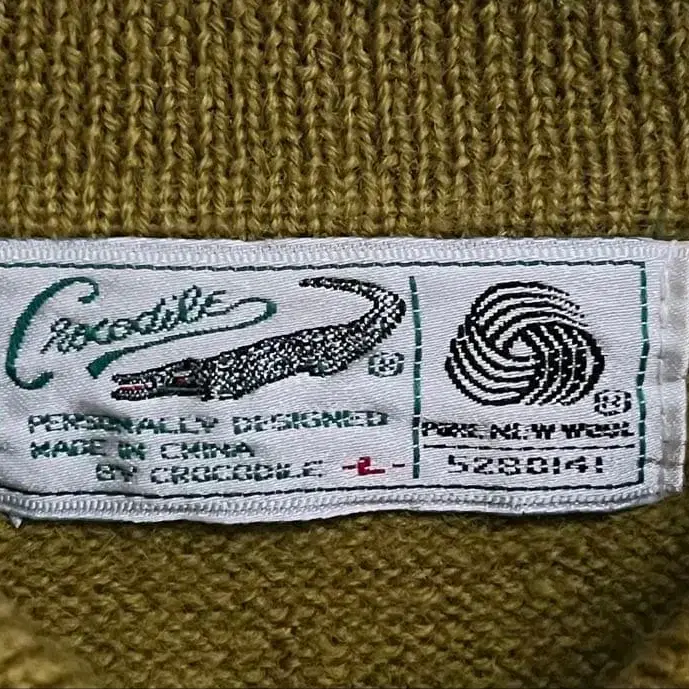 Crocodile
®
PERSONALLY DESIGNED
MADE IN CHINA
BY CROCODILE -L-
®
PURE NEW WOOL
5280141